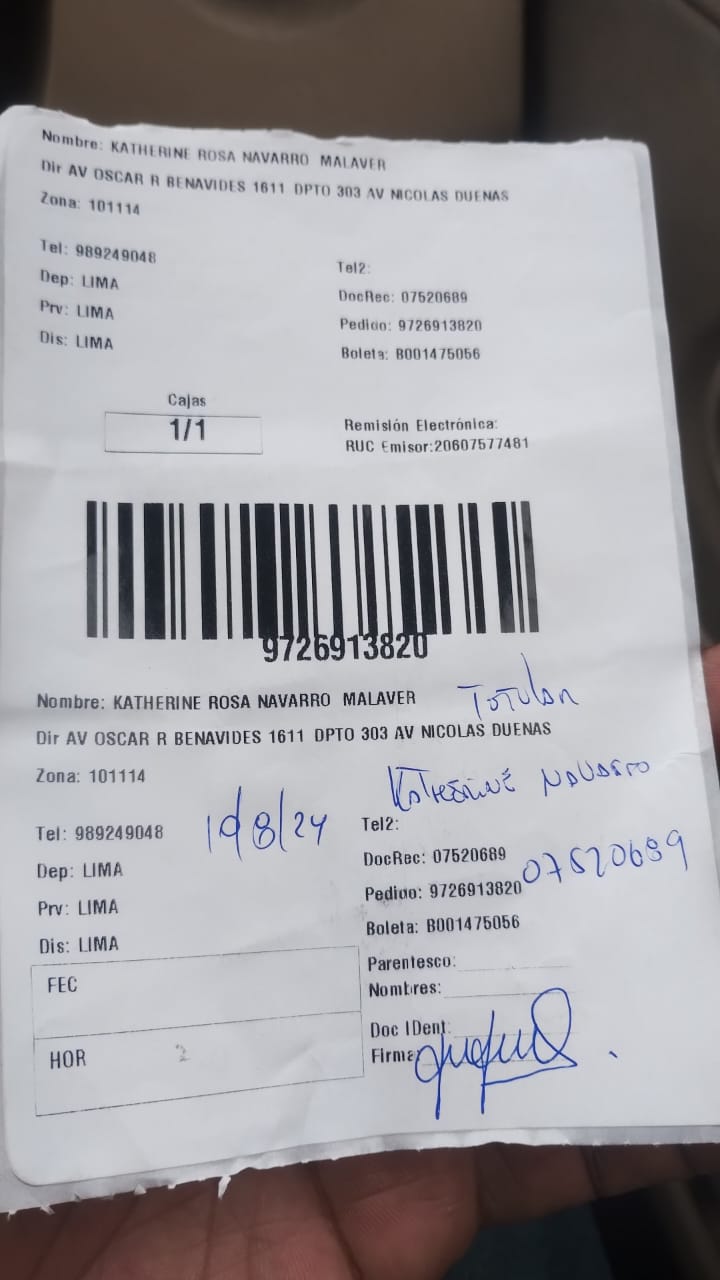 Nombre: KATHERINE ROSA NAVARRO MALAVER
Dir AV OSCAR R BENAVIDES 1611 DPTO 303 AV NICOLAS DUENAS
Zona: 101114
Tel: 989249048
Tel2:
Dep: LIMA
DocRec: 07520689
Prv: LIMA
Pedido: 9726913820
Dis: LIMA
Boleta: B001475056
Cajas
1/1
Remisión Electrónica:
RUC Emisor:20607577481
9726913820
Nombre: KATHERINE ROSA NAVARRO MALAVER
Dir AV OSCAR R BENAVIDES 1611 DPTO 303 AV NICOLAS DUENAS
Zona: 101114
KATHERINE NAVARRO
Tel: 989249048
Tel2:
DocRec: 07520689
07520689
Dep: LIMA
Pedido: 9726913820
Prv: LIMA
Boleta: B001475056
Dis: LIMA
Parentesco:
FEC
Nombres:
Doc IDent:
HOR 2
Firma: